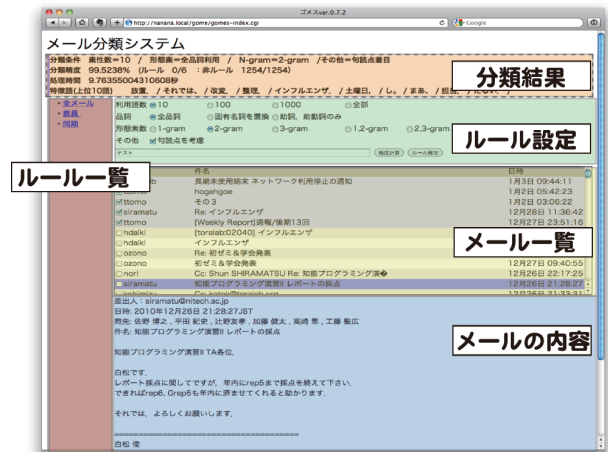 ゴメスver.0.7.2
http://nanana.local/goms/gomes-index.cgi
Google
メール分類システム
分類条件 素性数=10 / 形態素=全品詞利用 / N-gram=2-gram /その他=句読点着目
分類精度 99.5238% (ルール 0/6 :非ルール 1254/1254)
処理時間 9.76355004310608秒
特徴語(上位10語) 放置, / それでは, / 改変, / 整理, / インフルエンザ, / 土曜日, / し。 / まあ, / 担
分類結果
・全メール
・教員
・同期
利用語数 10 100 1000 全部
品詞 全品詞 固有名詞を置換 助詞, 助動詞のみ
形態素数 1-gram 2-gram 3-gram 1,2-gram 2,3-gram
その他 句読点を考慮
テスト
ルール設定
ルール一覧
件名 日時
長期未使用端末 ネットワーク利用停止の通知 1月3日 09:44:11
ttomo hogehgoe 1月2日 05:42:23
ttomo その3 1月2日 03:06:22
siramatu Re: インフルエンザ 12月28日 11:36:42
ttomo [Weekly Report]週報/後期13回 12月27日 23:51:16
hdaiki [toralab:02040] インフルエンザ
hdaiki インフルエンザ
ozono Re: 初ゼミ&学会発表
ozono 初ゼミ&学会発表 12月27日 09:40:55
nori Cc: Shun SHIRAMATSU Re: 知能プログラミング演� 12月26日 22:17:25
siramatu 知能プログラミング演習II レポートの採点 12月26日 21:28:27
メール一覧
差出人:siramatu@nitech.ac.jp
日時: 2010年12月26日 21:28:27JST
宛先: 佐野 博之 , 平田 紀史 , 辻野友孝 , 加藤 健太 , 高崎 隼 , 工藤 聖広
件名: 知能プログラミング演習II レポートの採点
メールの内容
知能プログラミング演習II TA各位,
白松です.
レポート採点に関してですが, 年内にrep5まで採点を終えて下さい.
できればrep6, Grep6も年内に済ませてくれると助かります.
それでは, よろしくお願いします.
白松 俊